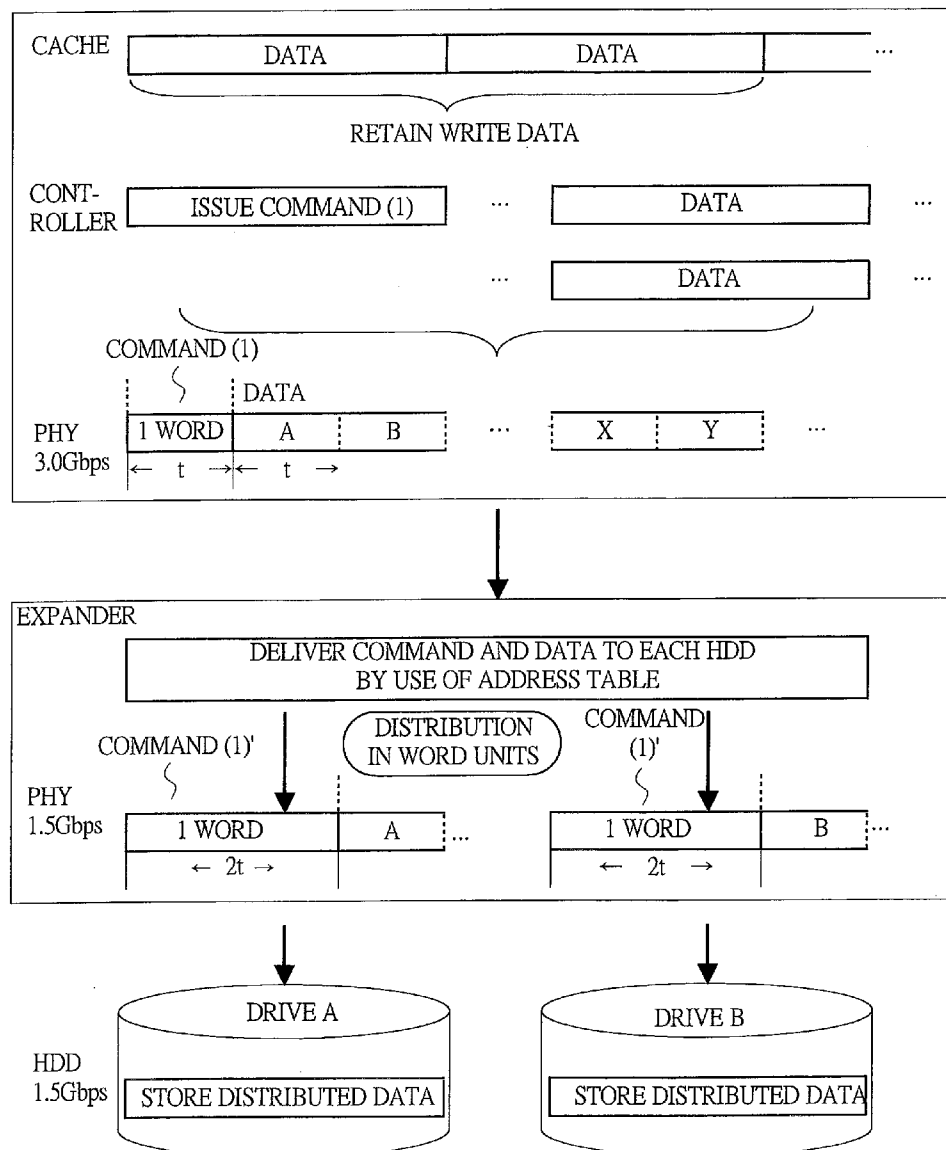 CACHE
DATA DATA ...
RETAIN WRITE DATA
CONT-
ROLLER
ISSUE COMMAND (1) ... DATA ...
... DATA ...
COMMAND (1)
DATA
PHY
3.0Gbps
1 WORD A B ... X Y ...
← t → ← t →
EXPANDER
DELIVER COMMAND AND DATA TO EACH HDD
BY USE OF ADDRESS TABLE
COMMAND (1)'
DISTRIBUTION
IN WORD UNITS
COMMAND
(1)'
PHY
1.5Gbps
1 WORD A ... 1 WORD B ...
← 2t → ← 2t →
DRIVE A DRIVE B
HDD
1.5Gbps
STORE DISTRIBUTED DATA STORE DISTRIBUTED DATA